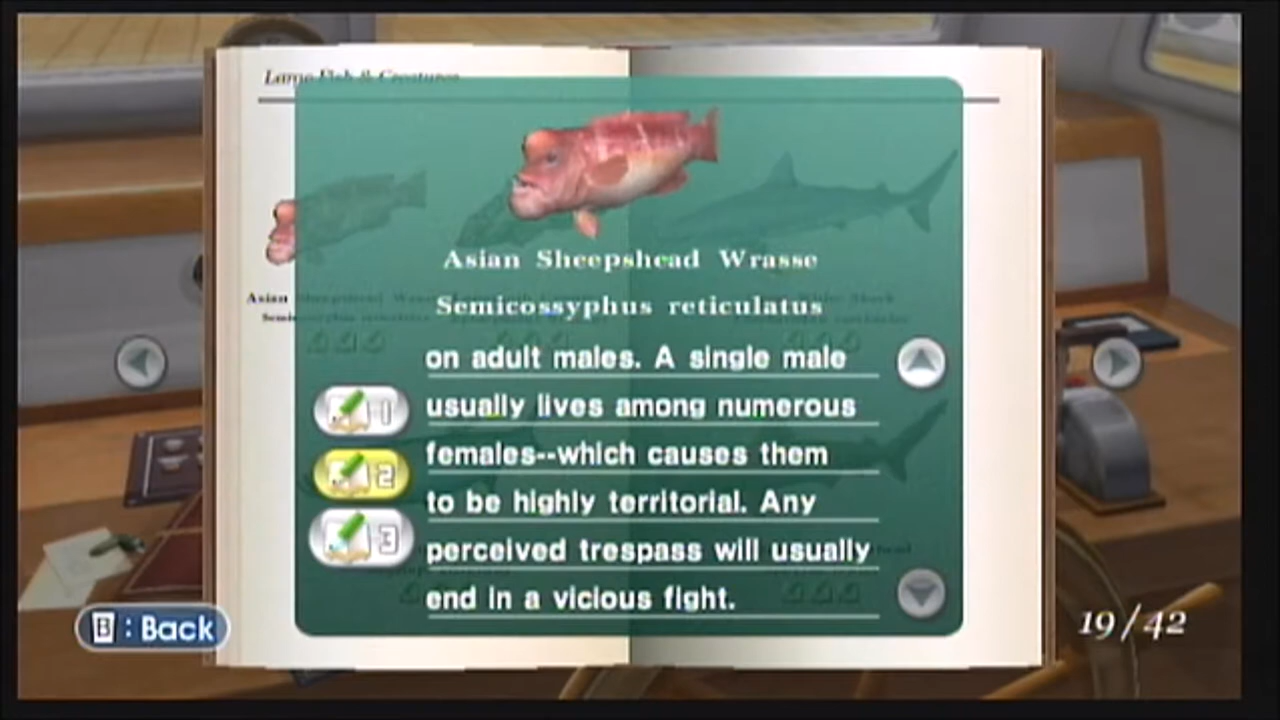 Large Fish & Creatures
Asian Sheepshead Wrasse
Semicossyphus reticulatus
Asian
on adult males. A single male
usually lives among numerous
females--which causes them
to be highly territorial. Any
perceived trespass will usually
end in a vicious fight.
1
2
3
B : Back
19/42